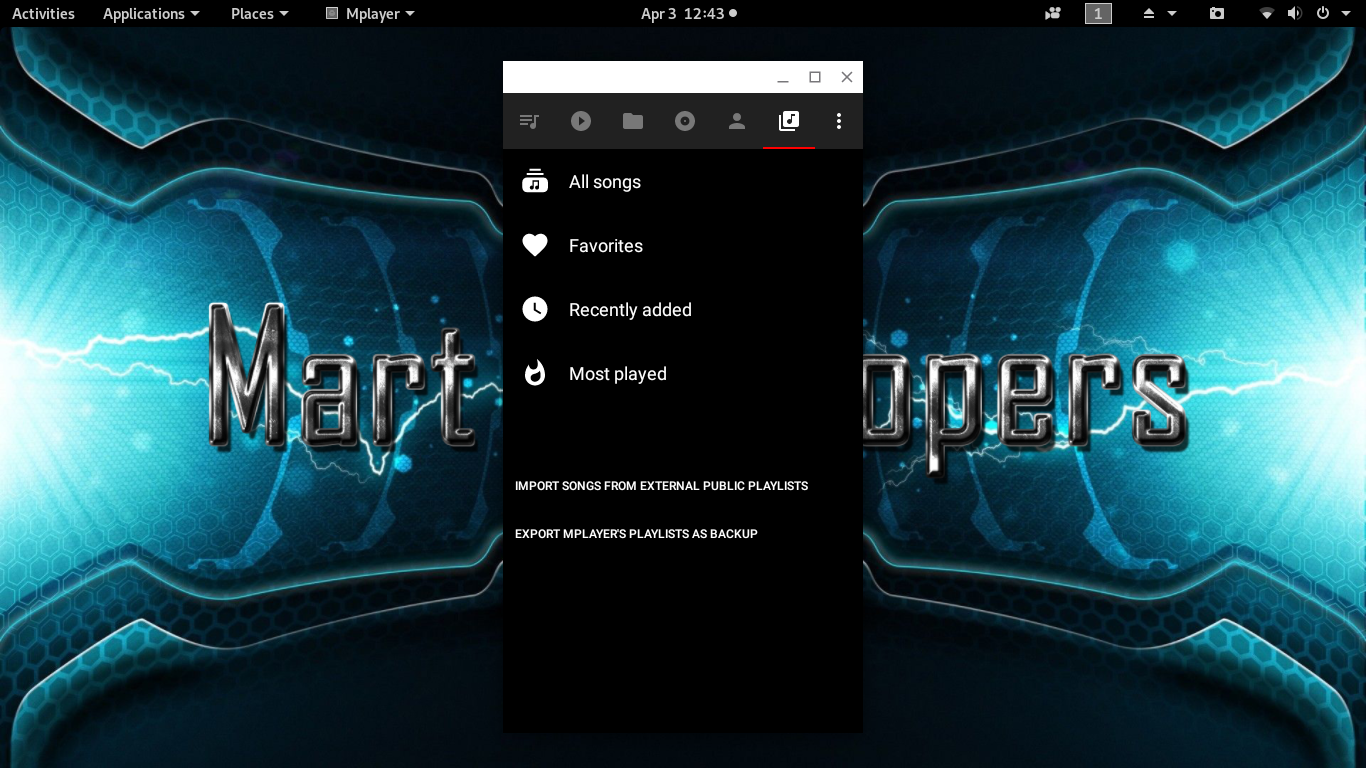 Activities Applications Places Mplayer Apr 3 12:43 1
All songs
Favorites
Recently added
Most played
Mart opers
IMPORT SONGS FROM EXTERNAL PUBLIC PLAYLISTS
EXPORT MPLAYER'S PLAYLISTS AS BACKUP